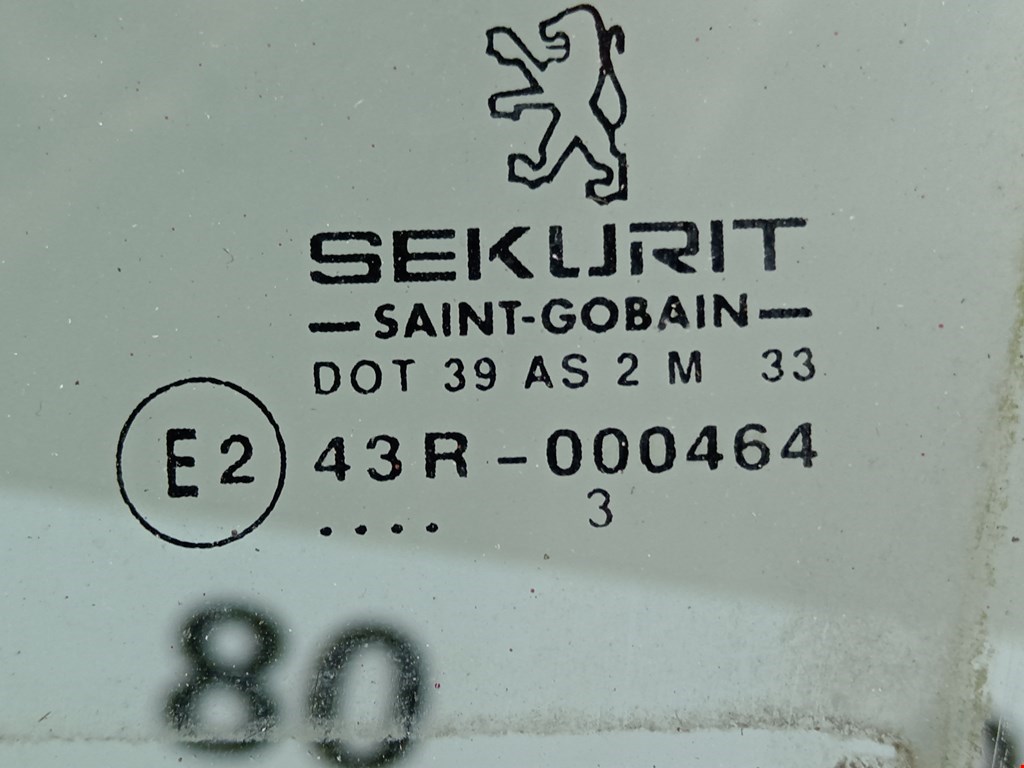 SEKURIT
—SAINT-GOBAIN—
DOT 39 AS 2 M 33
E2 43R-000464
.... 3
80